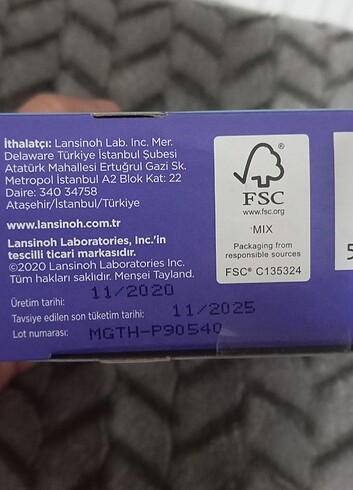 İthalatçı: Lansinoh Lab. Inc. Mer.
Delaware Türkiye İstanbul Şubesi
Atatürk Mahallesi Ertuğrul Gazi Sk.
Metropol İstanbul A2 Blok Kat: 22
Daire: 340 34758
Ataşehir/İstanbul/Türkiye
www.lansinoh.com.tr
Lansinoh Laboratories, Inc.'in
tescilli ticari markasıdır.
©2020 Lansinoh Laboratories Inc.
Tüm hakları saklıdır. Menşei Tayland.
Üretim tarihi: 11/2020
Tavsiye edilen son tüketim tarihi: 11/2025
Lot numarası: MGTH-P90540
FSC
www.fsc.org
MIX
Packaging from
responsible sources
FSC® C135324
5